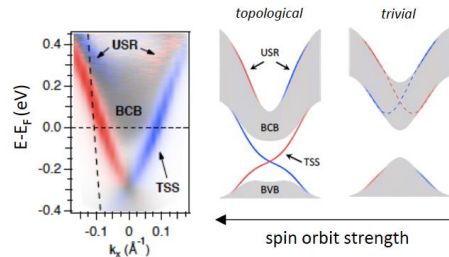 topological
trivial
USR
USR
BCB
BCB
TSS
TSS
BVB
E-E_F (eV)
0.4
0.2
0.0
-0.2
-0.4
-0.1
0.0
0.1
k_x (Å⁻¹)
spin orbit strength